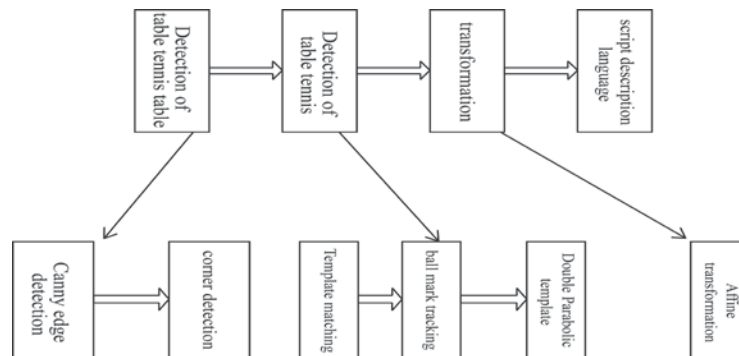 Detection of
table tennis table
Detection of
table tennis
transformation
script description
language
Canny edge
detection
corner detection
Template matching
ball mark tracking
Double Parabolic
template
Affine
transformation